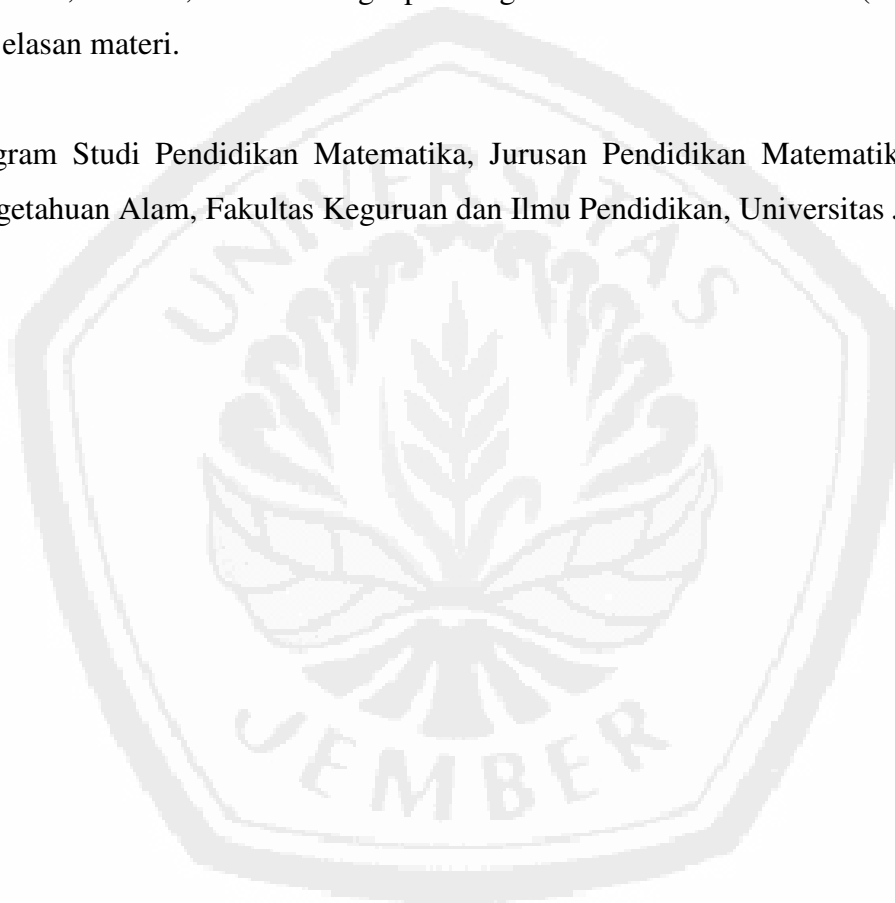 elasan materi.
gram Studi Pendidikan Matematika, Jurusan Pendidikan Matematik
getahuan Alam, Fakultas Keguruan dan Ilmu Pendidikan, Universitas
UNIVERSITAS
JEMBER